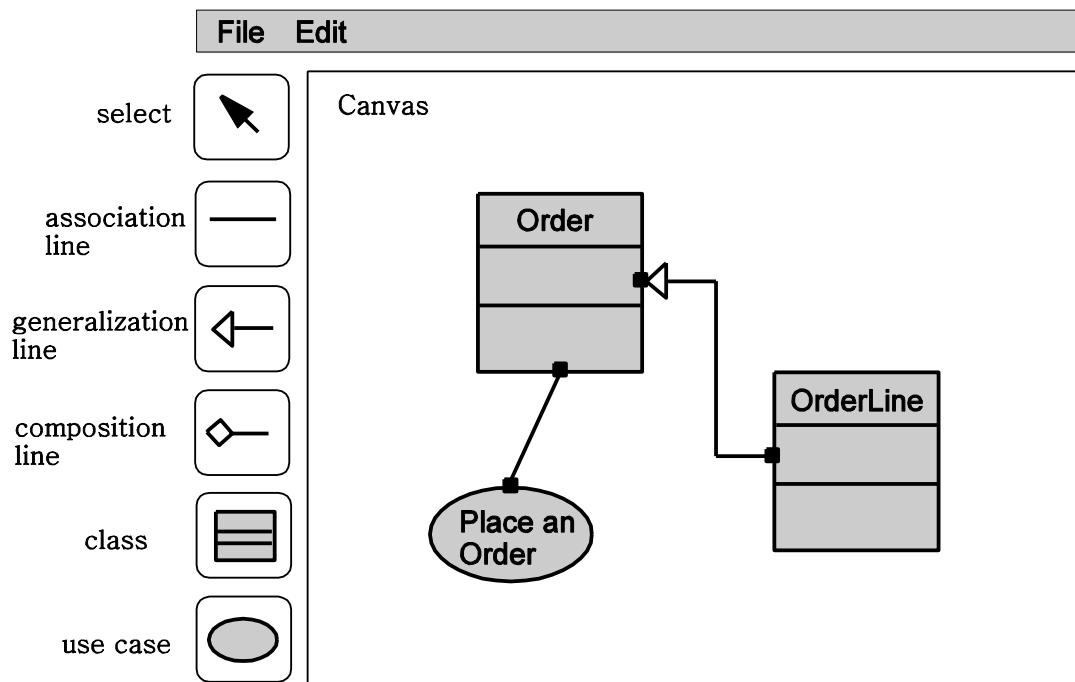 File Edit
select
Canvas
association
line
generalization
line
composition
line
class
use case
Order
OrderLine
Place an
Order